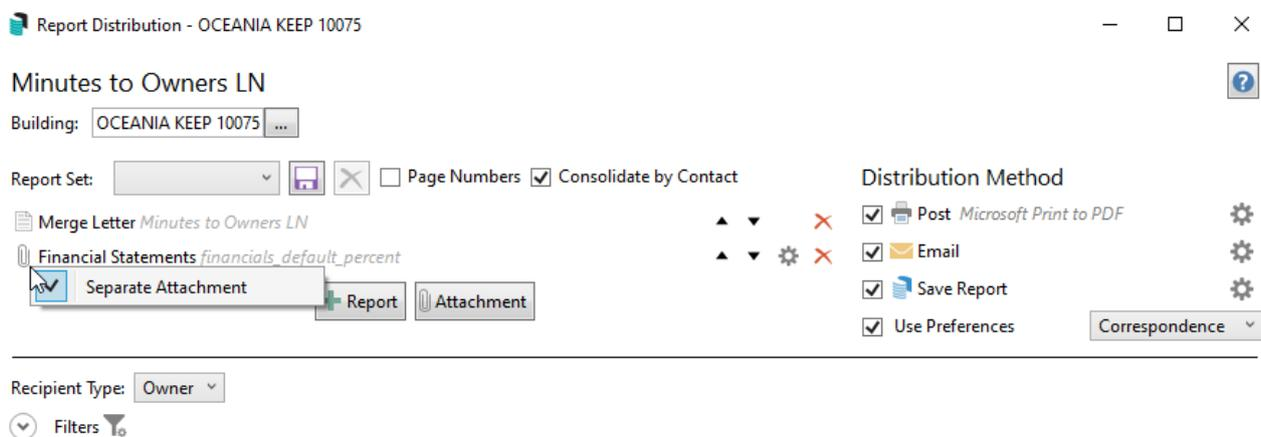 Report Distribution - OCEANIA KEEP 10075
Minutes to Owners LN
Building: OCEANIA KEEP 10075 ...
Report Set: Page Numbers Consolidate by Contact
Merge Letter Minutes to Owners LN
Financial Statements financials_default_percent
Separate Attachment
Report Attachment
Distribution Method
Post Microsoft Print to PDF
Email
Save Report
Use Preferences Correspondence
Recipient Type: Owner
Filters